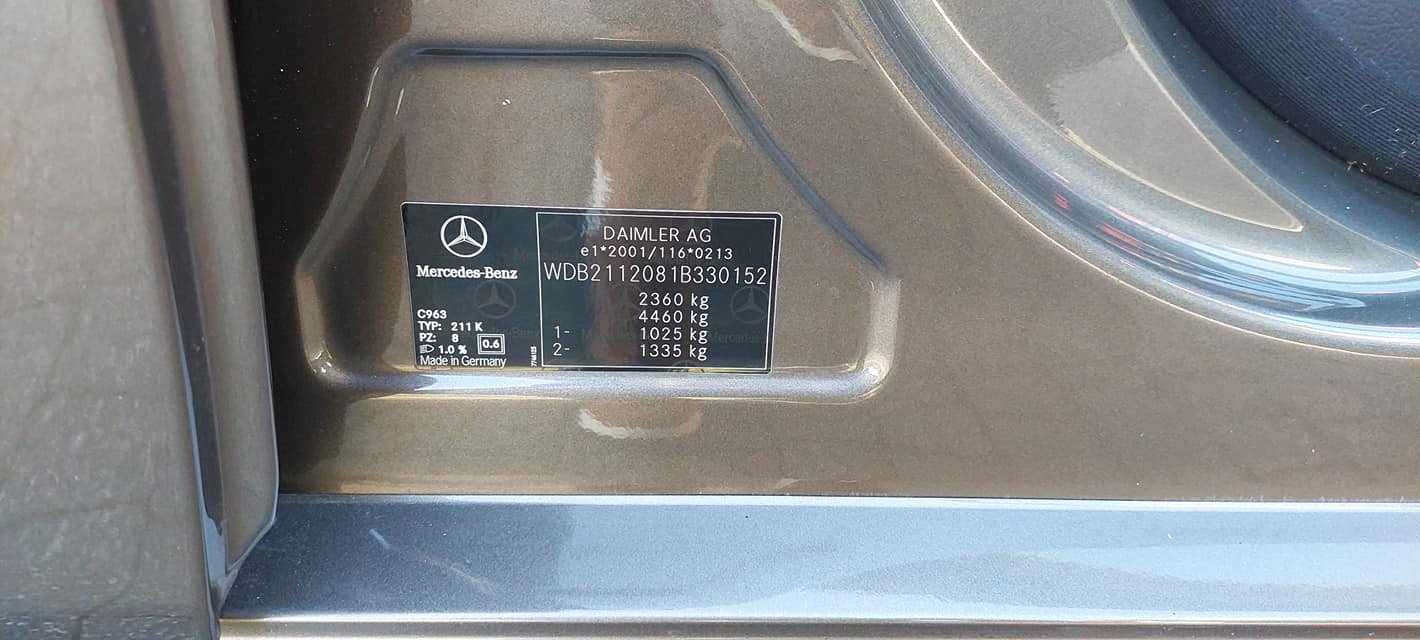 Mercedes-Benz
C963
TYP: 211 K
PZ: 8
1.0 %
0.6
Made in Germany
DAIMLER AG
e1*2001/116*0213
WDB2112081B330152
2360 kg
4460 kg
1- 1025 kg
2- 1335 kg